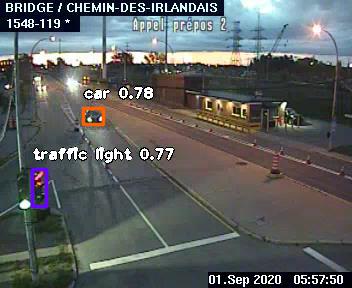 BRIDGE / CHEMIN-DES-IRLANDAIS
1548-119 *
Appel prépos 2
car 0.78
traffic light 0.77
01.Sep 2020 05:57:50